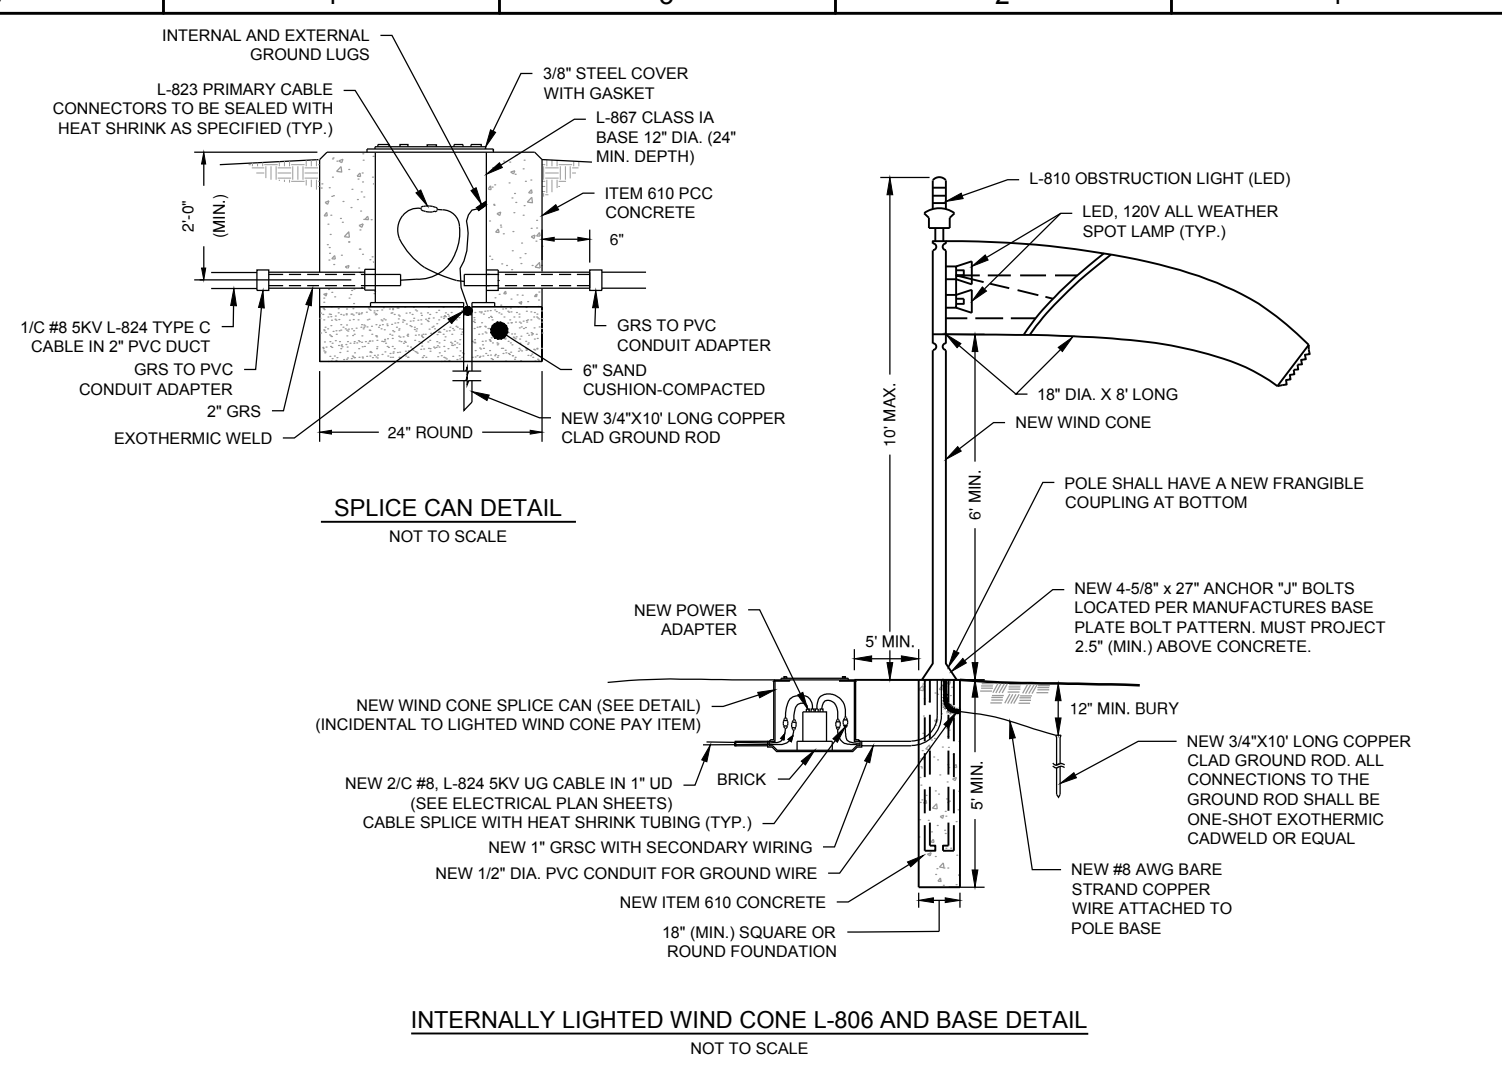 INTERNAL AND EXTERNAL
GROUND LUGS
L-823 PRIMARY CABLE
CONNECTORS TO BE SEALED WITH
HEAT SHRINK AS SPECIFIED (TYP.)
3/8" STEEL COVER
WITH GASKET
L-867 CLASS IA
BASE 12" DIA. (24"
MIN. DEPTH)
ITEM 610 PCC
CONCRETE
6"
2'-0"
(MIN.)
1/C #8 5KV L-824 TYPE C
CABLE IN 2" PVC DUCT
GRS TO PVC
CONDUIT ADAPTER
2" GRS
EXOTHERMIC WELD
24" ROUND
GRS TO PVC
CONDUIT ADAPTER
6" SAND
CUSHION-COMPACTED
NEW 3/4"X10' LONG COPPER
CLAD GROUND ROD
SPLICE CAN DETAIL
NOT TO SCALE
L-810 OBSTRUCTION LIGHT (LED)
LED, 120V ALL WEATHER
SPOT LAMP (TYP.)
18" DIA. X 8' LONG
NEW WIND CONE
10' MAX.
6' MIN.
POLE SHALL HAVE A NEW FRANGIBLE
COUPLING AT BOTTOM
NEW 4-5/8" x 27" ANCHOR "J" BOLTS
LOCATED PER MANUFACTURES BASE
PLATE BOLT PATTERN. MUST PROJECT
2.5" (MIN.) ABOVE CONCRETE.
NEW POWER
ADAPTER
5' MIN.
NEW WIND CONE SPLICE CAN (SEE DETAIL)
(INCIDENTAL TO LIGHTED WIND CONE PAY ITEM)
12" MIN. BURY
NEW 3/4"X10' LONG COPPER
CLAD GROUND ROD. ALL
CONNECTIONS TO THE
GROUND ROD SHALL BE
ONE-SHOT EXOTHERMIC
CADWELD OR EQUAL
NEW 2/C #8, L-824 5KV UG CABLE IN 1" UD
(SEE ELECTRICAL PLAN SHEETS)
BRICK
5' MIN.
CABLE SPLICE WITH HEAT SHRINK TUBING (TYP.)
NEW 1" GRSC WITH SECONDARY WIRING
NEW 1/2" DIA. PVC CONDUIT FOR GROUND WIRE
NEW ITEM 610 CONCRETE
18" (MIN.) SQUARE OR
ROUND FOUNDATION
NEW #8 AWG BARE
STRAND COPPER
WIRE ATTACHED TO
POLE BASE
INTERNALLY LIGHTED WIND CONE L-806 AND BASE DETAIL
NOT TO SCALE